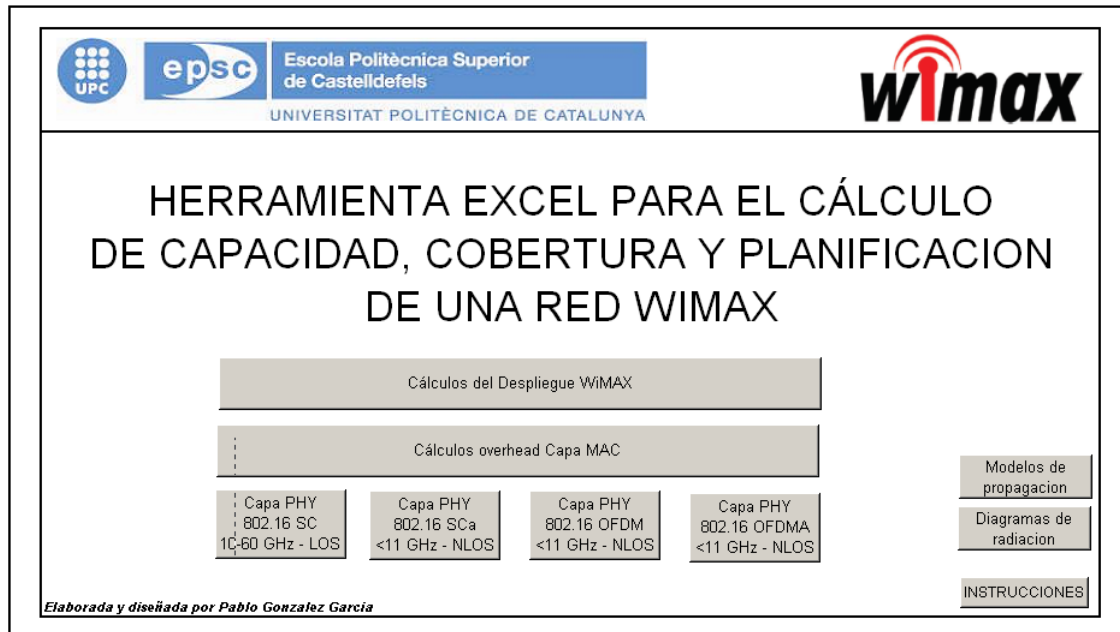 UPC
epsc
Escola Politècnica Superior
de Castelldefels
UNIVERSITAT POLITÈCNICA DE CATALUNYA
wimax
HERRAMIENTA EXCEL PARA EL CÁLCULO
DE CAPACIDAD, COBERTURA Y PLANIFICACION
DE UNA RED WIMAX
Cálculos del Despliegue WiMAX
Cálculos overhead Capa MAC
Capa PHY
802.16 SC
10-60 GHz - LOS
Capa PHY
802.16 SCa
<11 GHz - NLOS
Capa PHY
802.16 OFDM
<11 GHz - NLOS
Capa PHY
802.16 OFDMA
<11 GHz - NLOS
Modelos de
propagacion
Diagramas de
radiacion
INSTRUCCIONES
Elaborada y diseñada por Pablo Gonzalez Garcia